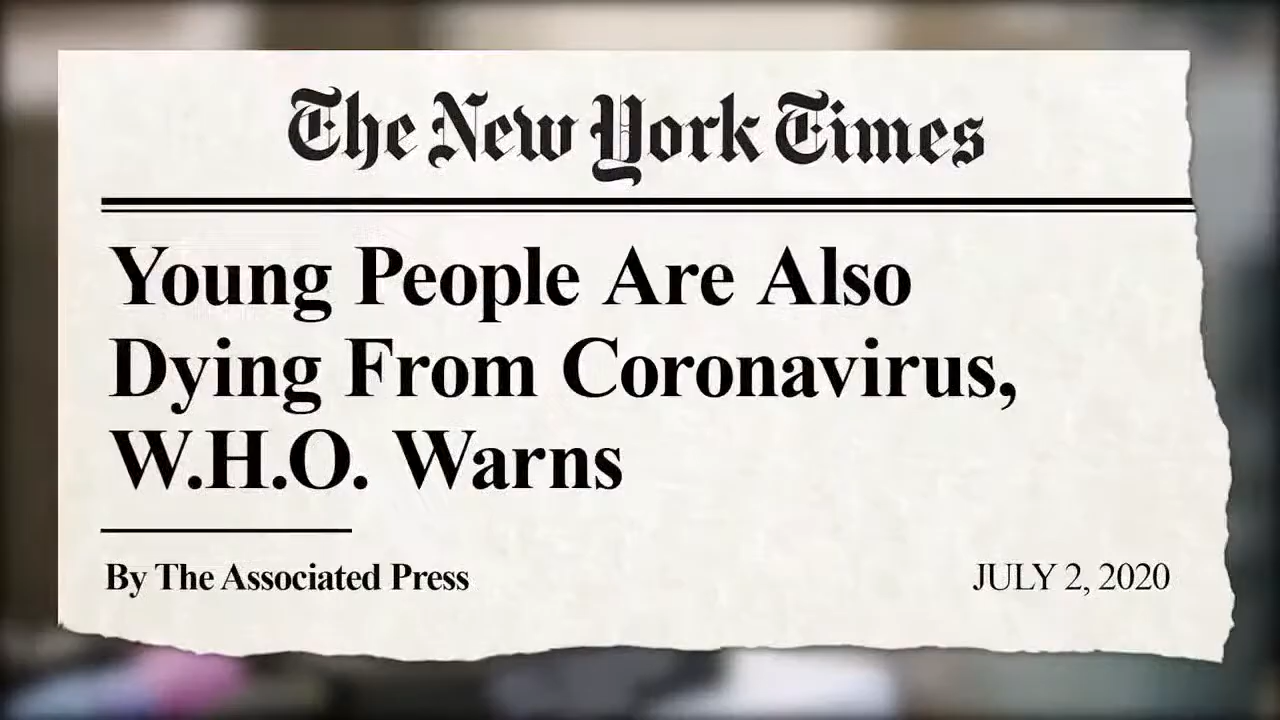 The New York Times
Young People Are Also
Dying From Coronavirus,
W.H.O. Warns
By The Associated Press
JULY 2, 2020